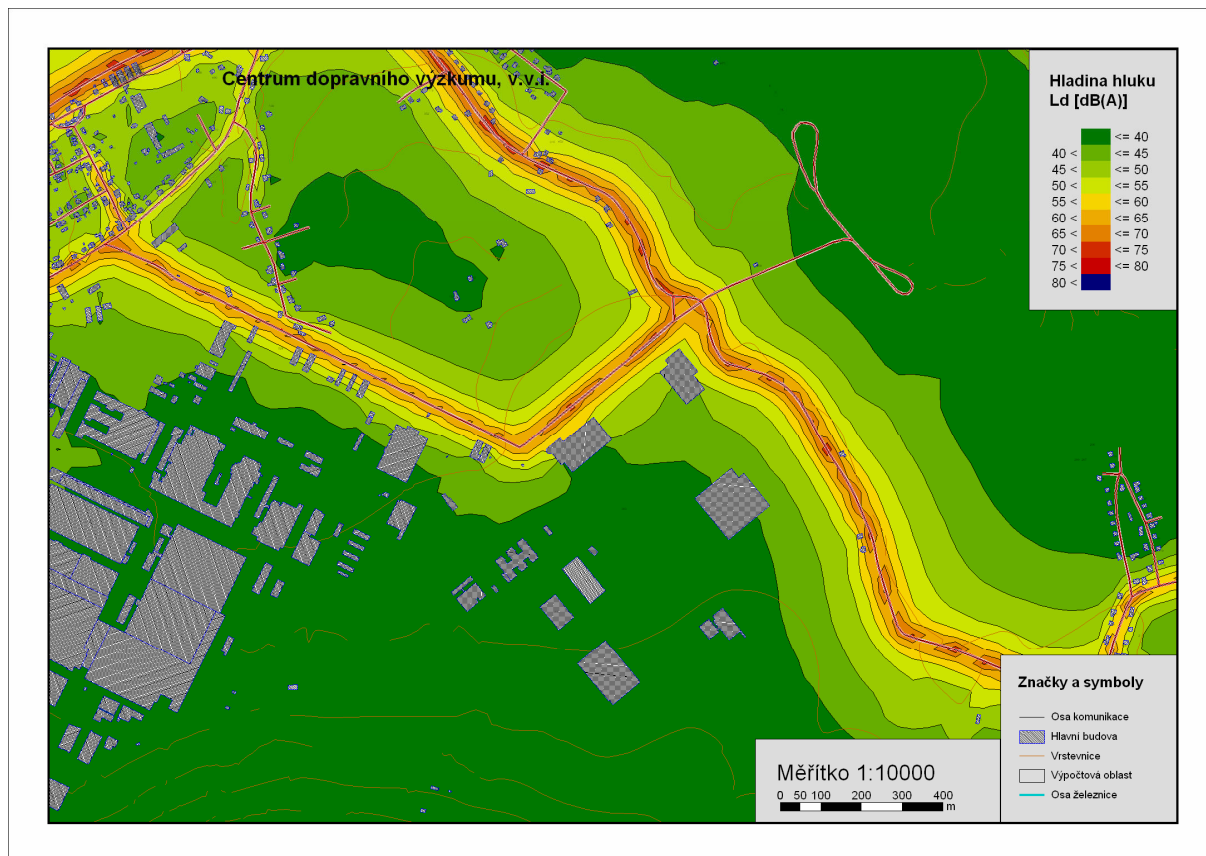 Centrum dopravního výzkumu, v.v.i.
Hladina hluku
Ld [dB(A)]
<= 40
40 < <= 45
45 < <= 50
50 < <= 55
55 < <= 60
60 < <= 65
65 < <= 70
70 < <= 75
75 < <= 80
80 <
Značky a symboly
Osa komunikace
Hlavní budova
Vrstevnice
Výpočtová oblast
Osa železnice
Měřítko 1:10000
0 50 100 200 300 400
m